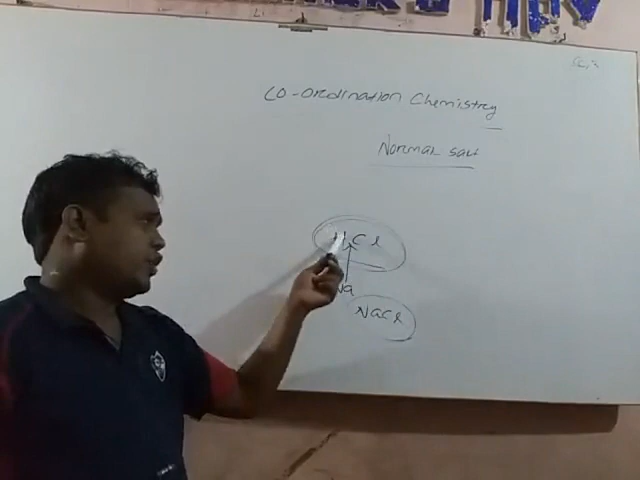 CO-ordination Chemistry
Normal salt
HCl
Na
NaCl